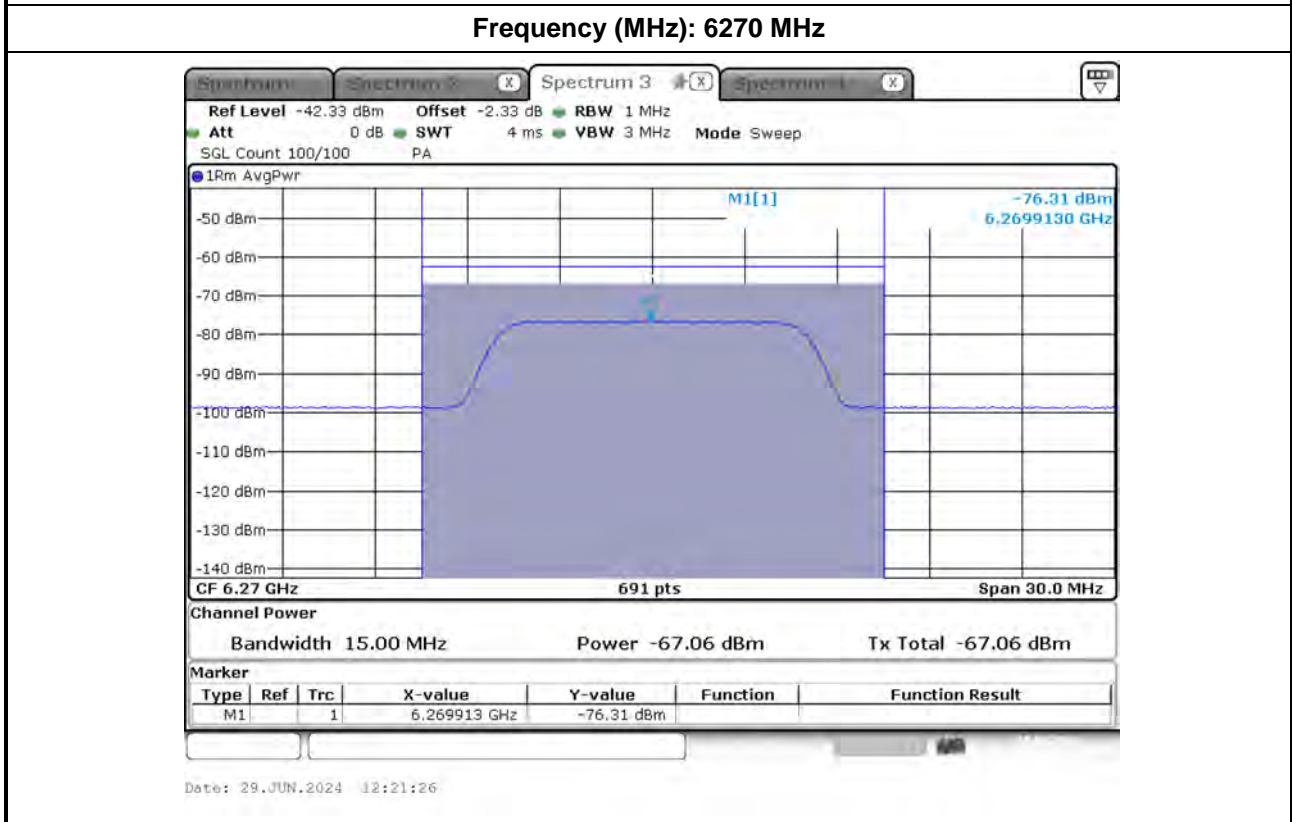 Frequency (MHz): 6270 MHz
Spectrum 3
Ref Level -42.33 dBm Offset -2.33 dB RBW 1 MHz
Att 0 dB SWT 4 ms VBW 3 MHz Mode Sweep
SGL Count 100/100 PA
1Rm AvgPwr
M1[1] -76.31 dBm
6.2699130 GHz
-50 dBm
-60 dBm
-70 dBm
-80 dBm
-90 dBm
-100 dBm
-110 dBm
-120 dBm
-130 dBm
-140 dBm
CF 6.27 GHz 691 pts Span 30.0 MHz
Channel Power
Bandwidth 15.00 MHz Power -67.06 dBm Tx Total -67.06 dBm
Marker
Type Ref Trc X-value Y-value Function Function Result
M1 1 6.269913 GHz -76.31 dBm
Date: 29.JUN.2024 12:21:26